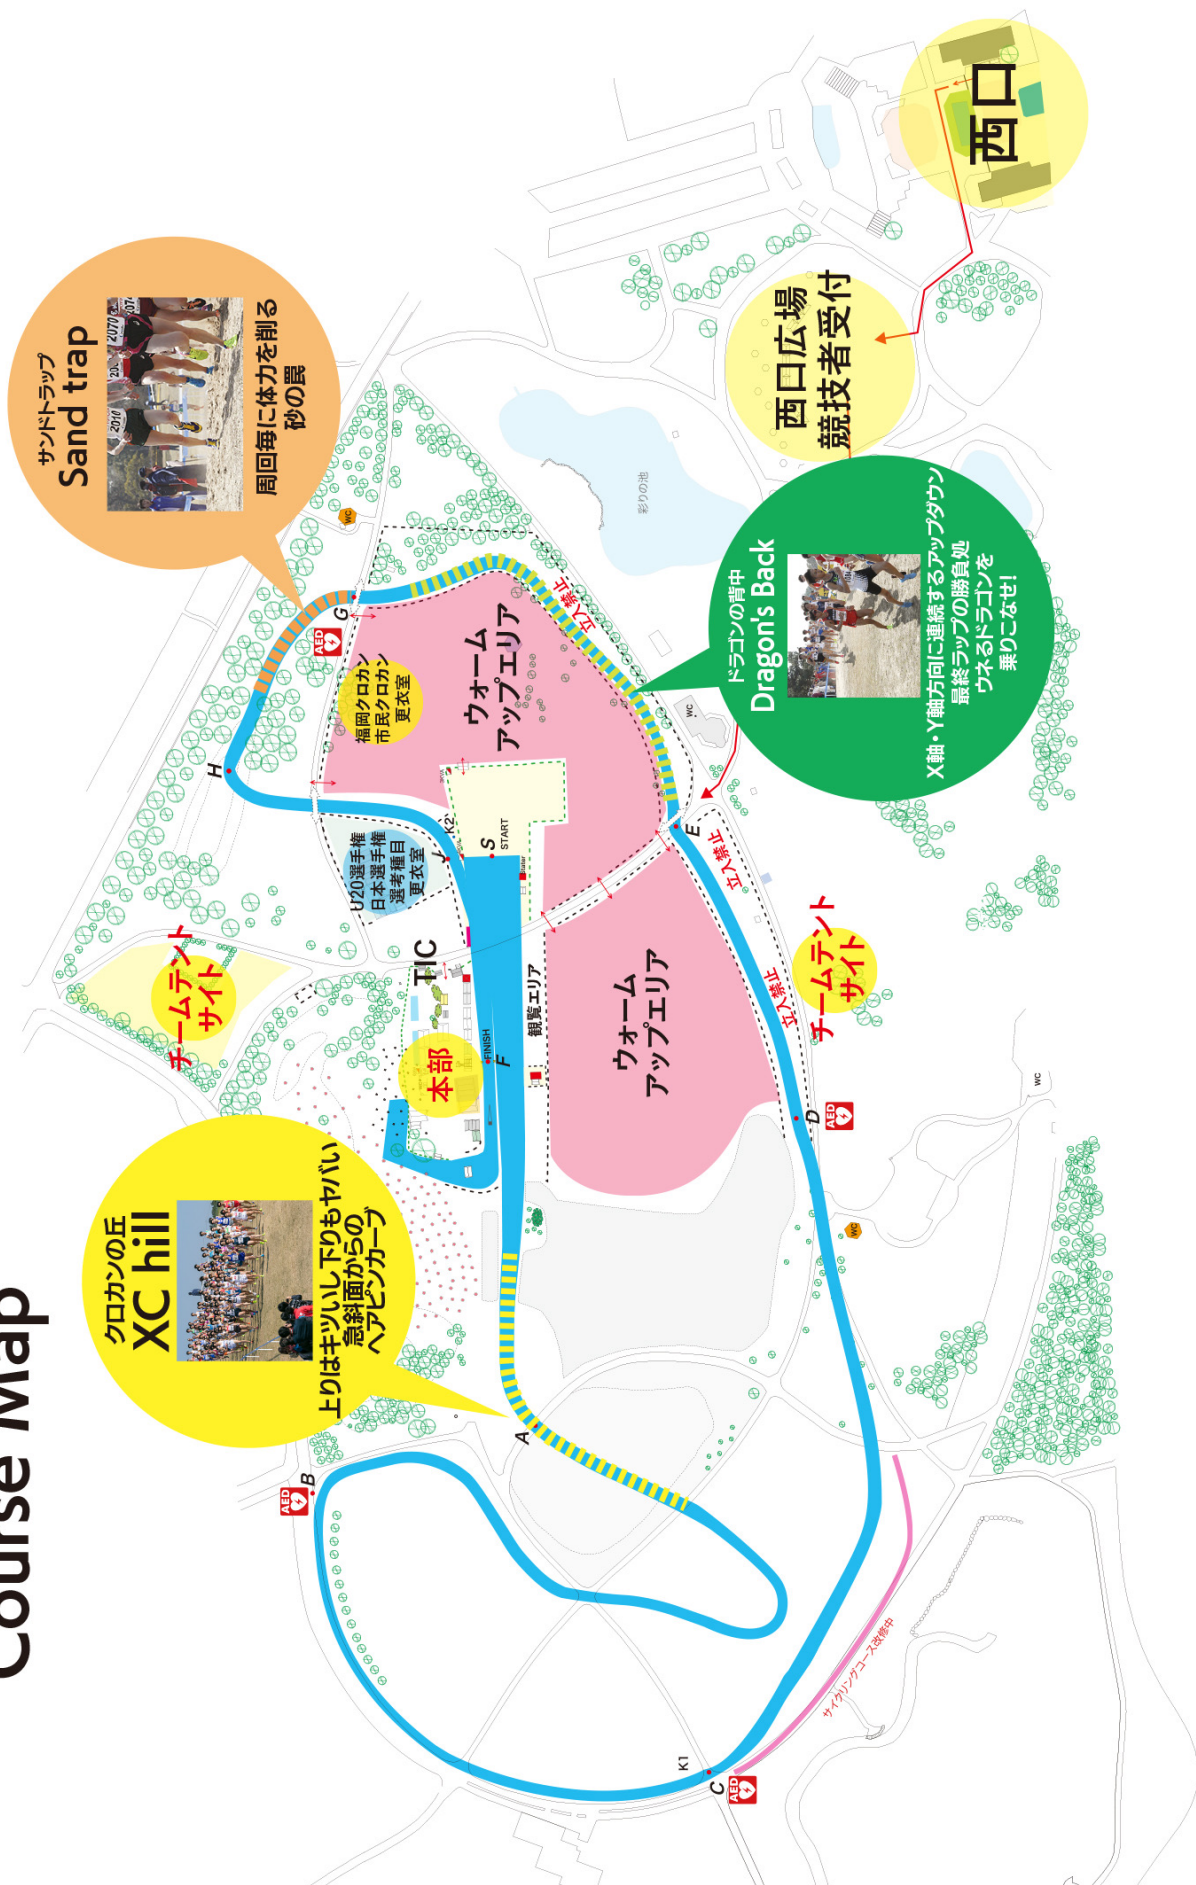 Course Map
サンドトラップ
Sand trap
2010
2070
周回毎に体力を削る
砂の罠
クロカンの丘
XC hill
上りはキツいし下りもヤバい
急斜面からの
ヘアピンカーブ
ドラゴンの背中
Dragon's Back
X軸・Y軸方向に連続するアップダウン
最終ラップの勝負処
ウネるドラゴンを
乗りこなせ!
西口
西口広場
競技者受付
彩りの池
チームテント
サイト
本部
TIC
U20選手権
日本選手権
選考種目
更衣室
福岡クロカン
市民クロカン
更衣室
ウォーム
アップエリア
ウォーム
アップエリア
観覧エリア
チームテント
サイト
立入禁止
立入禁止
立入禁止
サイクリングコース改修中
START
S
FINISH
F
A
B
AED
K1
C
AED
D
AED
E
G
AED
H
J
K2
WC
WC
WC
WC